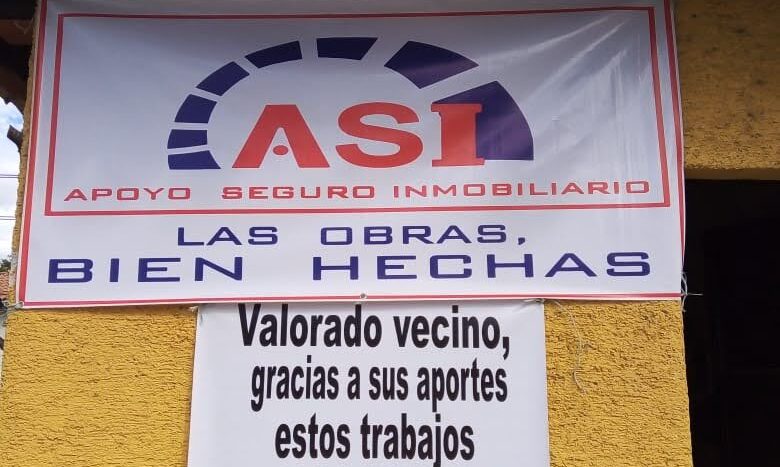 ASI
APOYO SEGURO INMOBILIARIO
LAS OBRAS,
BIEN HECHAS
Valorado vecino,
gracias a sus aportes
estos trabajos